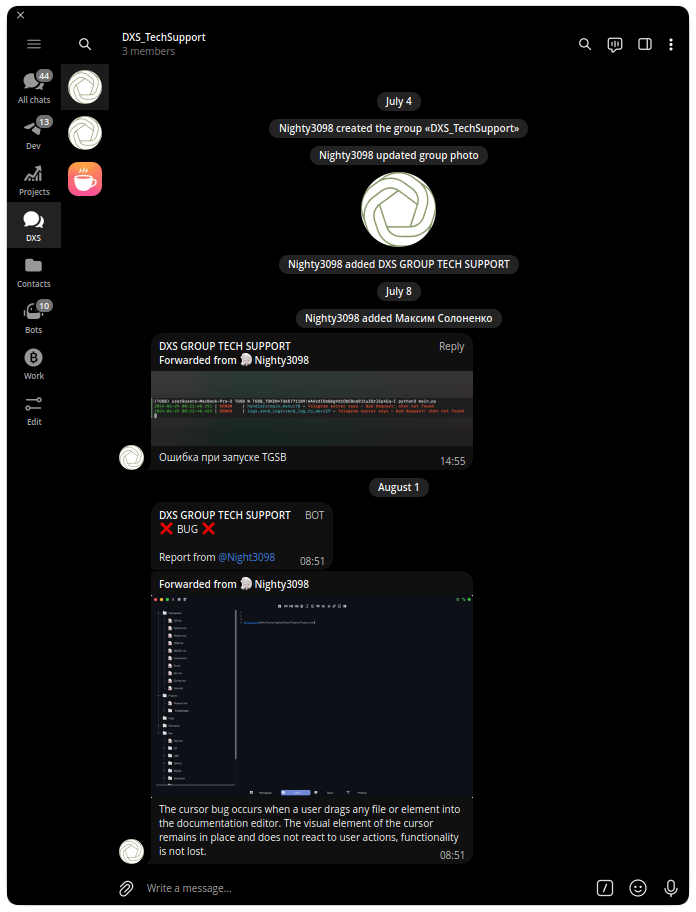 DXS_TechSupport
3 members
44
All chats
13
Dev
Projects
DXS
Contacts
10
Bots
Work
Edit
July 4
Nighty3098 created the group «DXS_TechSupport»
Nighty3098 updated group photo
Nighty3098 added DXS GROUP TECH SUPPORT
July 8
Nighty3098 added Максим Солоненко
DXS GROUP TECH SUPPORT Reply
Forwarded from Nighty3098
Ошибка при запуске TGSB
14:55
August 1
DXS GROUP TECH SUPPORT BOT
❌ BUG ❌
Report from @Night3098
08:51
Forwarded from Nighty3098
The cursor bug occurs when a user drags any file or element into
the documentation editor. The visual element of the cursor
remains in place and does not react to user actions, functionality
is not lost.
08:51
Write a message...